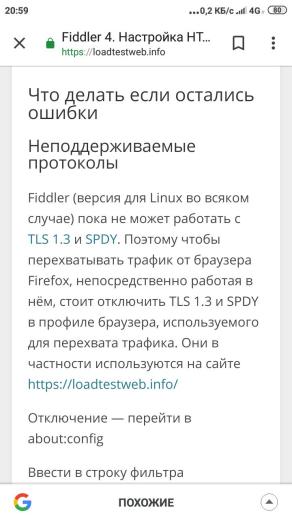 20:59
...0,2 КБ/с 4G 80
Fiddler 4. Настройка HT...
https://loadtestweb.info
Что делать если остались
ошибки
Неподдерживаемые
протоколы
Fiddler (версия для Linux во всяком
случае) пока не может работать с
TLS 1.3 и SPDY. Поэтому чтобы
перехватывать трафик от браузера
Firefox, непосредственно работая в
нём, стоит отключить TLS 1.3 и SPDY
в профиле браузера, используемого
для перехвата трафика. Они в
частности используются на сайте
https://loadtestweb.info/
Отключение — перейти в
about:config
Ввести в строку фильтра
ПОХОЖИЕ